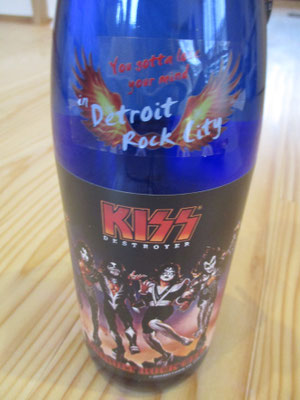 You gotta lose
your mind
in Detroit
Rock City
KISS
DESTROYER